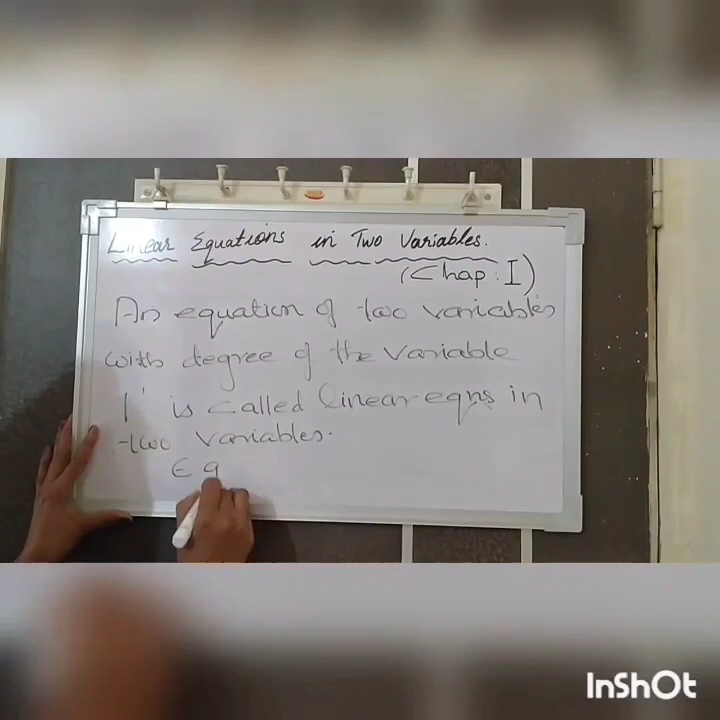 Linear Equations in Two Variables.
(Chap: I)
An equation of two variables
with degree of the variable
1 is called linear eqns in
two variables.
Eg
InShOt